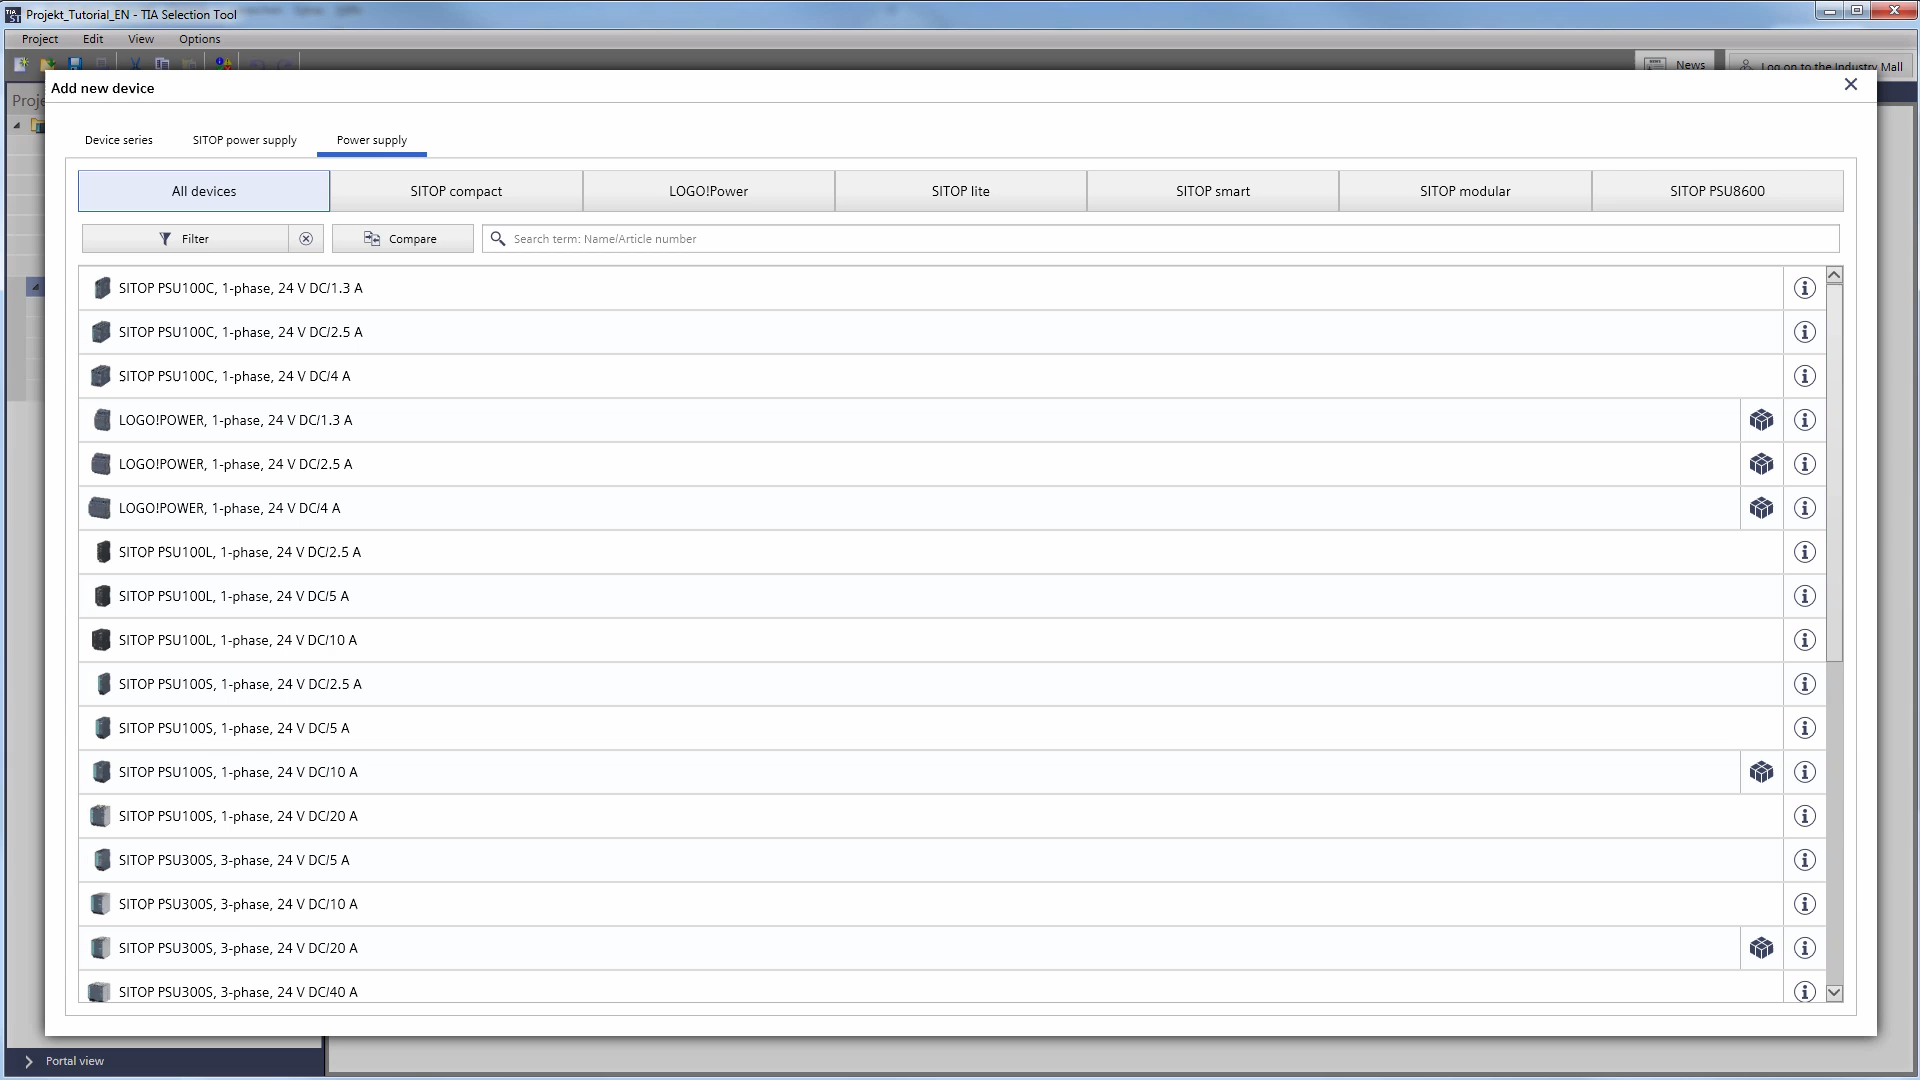 Projekt_Tutorial_EN - TIA Selection Tool
Project Edit View Options
News Log on to the Industry Mall
Add new device
Device series SITOP power supply Power supply
All devices SITOP compact LOGO!Power SITOP lite SITOP smart SITOP modular SITOP PSU8600
Filter Compare Search term: Name/Article number
SITOP PSU100C, 1-phase, 24 V DC/1.3 A
SITOP PSU100C, 1-phase, 24 V DC/2.5 A
SITOP PSU100C, 1-phase, 24 V DC/4 A
LOGO!POWER, 1-phase, 24 V DC/1.3 A
LOGO!POWER, 1-phase, 24 V DC/2.5 A
LOGO!POWER, 1-phase, 24 V DC/4 A
SITOP PSU100L, 1-phase, 24 V DC/2.5 A
SITOP PSU100L, 1-phase, 24 V DC/5 A
SITOP PSU100L, 1-phase, 24 V DC/10 A
SITOP PSU100S, 1-phase, 24 V DC/2.5 A
SITOP PSU100S, 1-phase, 24 V DC/5 A
SITOP PSU100S, 1-phase, 24 V DC/10 A
SITOP PSU100S, 1-phase, 24 V DC/20 A
SITOP PSU300S, 3-phase, 24 V DC/5 A
SITOP PSU300S, 3-phase, 24 V DC/10 A
SITOP PSU300S, 3-phase, 24 V DC/20 A
SITOP PSU300S, 3-phase, 24 V DC/40 A
Portal view